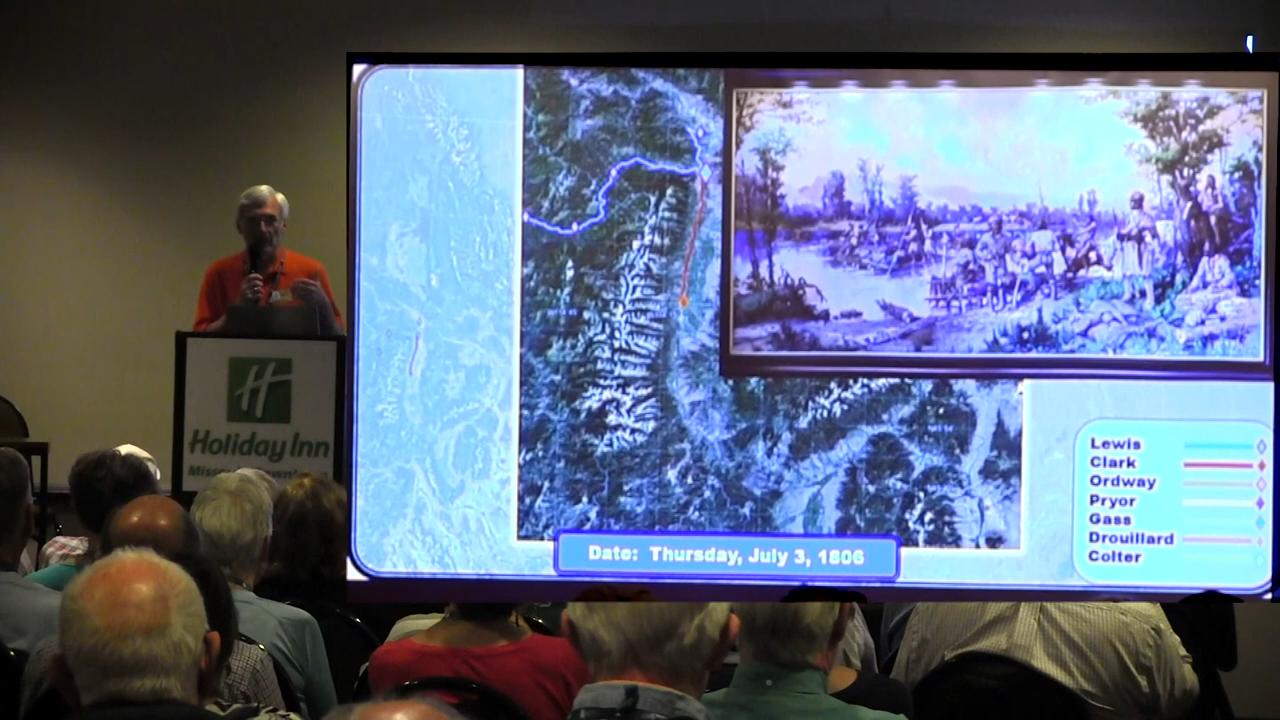 H
Holiday Inn
Lewis
Clark
Ordway
Pryor
Gass
Drouillard
Colter
Date: Thursday, July 3, 1806